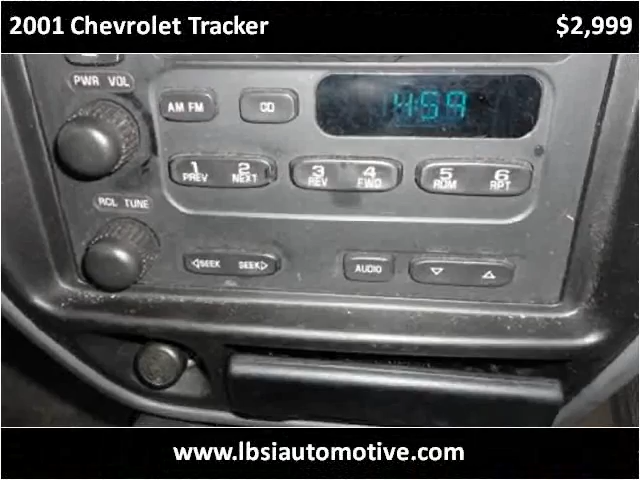 2001 Chevrolet Tracker $2,999
PWR VOL
AM FM CD 4:59
1 2 3 4 5 6
PREV NEXT REV FWD RDM RPT
RCL TUNE
SEEK SEEK AUDIO
www.lbsiautomotive.com